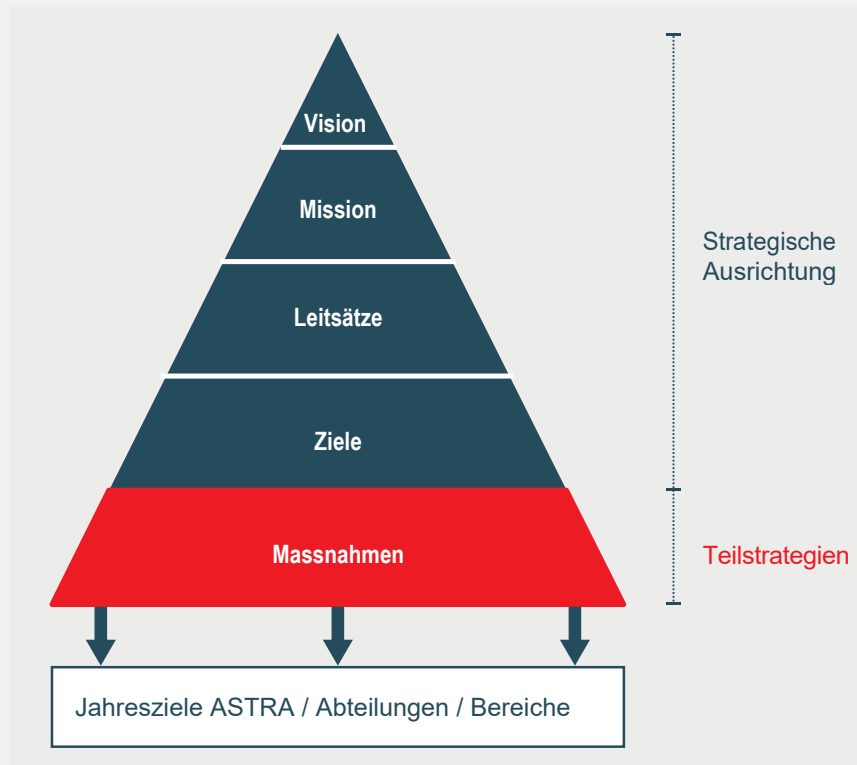 Vision
Mission
Strategische
Ausrichtung
Leitsätze
Ziele
Massnahmen
Teilstrategien
Jahresziele ASTRA / Abteilungen / Bereiche